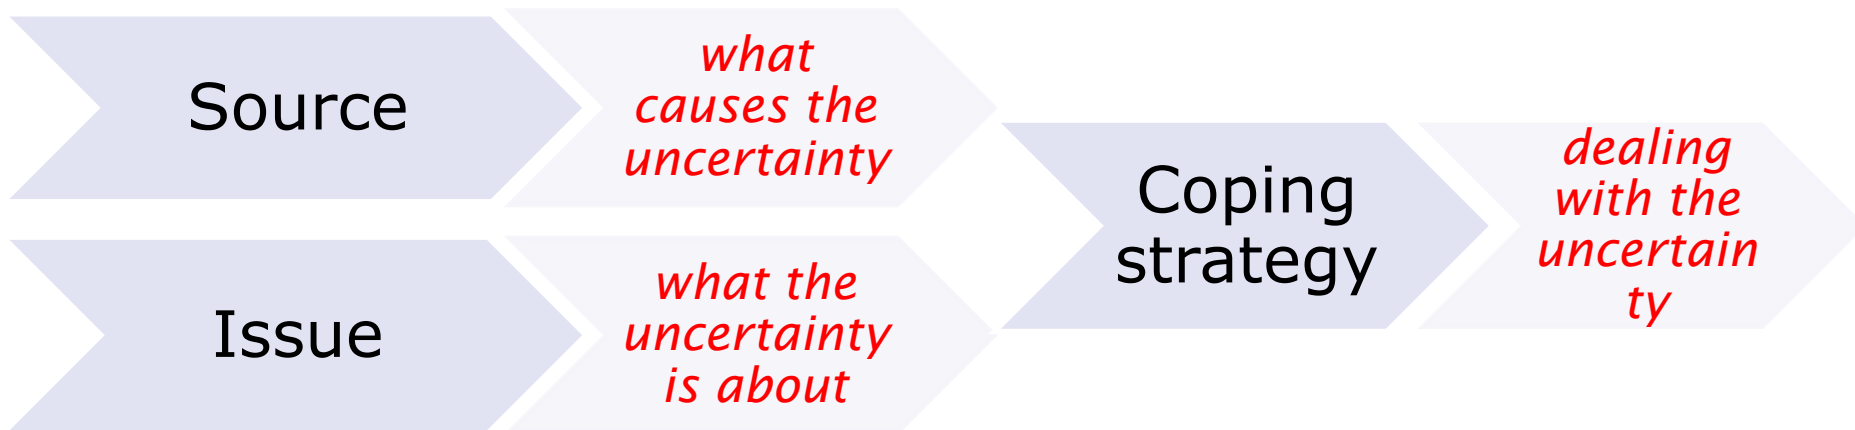 Source
what
causes the
uncertainty
Issue
what the
uncertainty
is about
Coping
strategy
dealing
with the
uncertain
ty